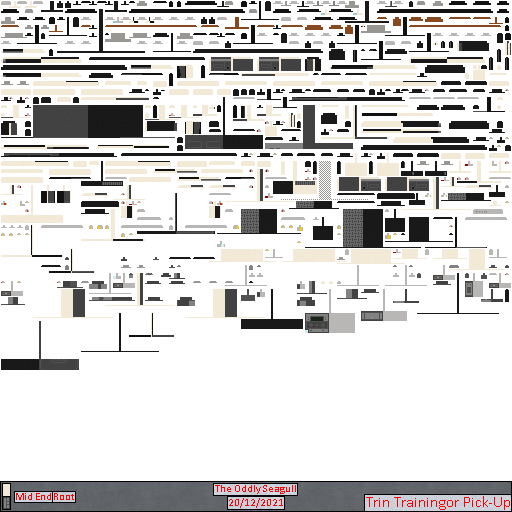 The Oddly Seagull
Mid End Root
20/12/2021
Trin Trainingor Pick-Up